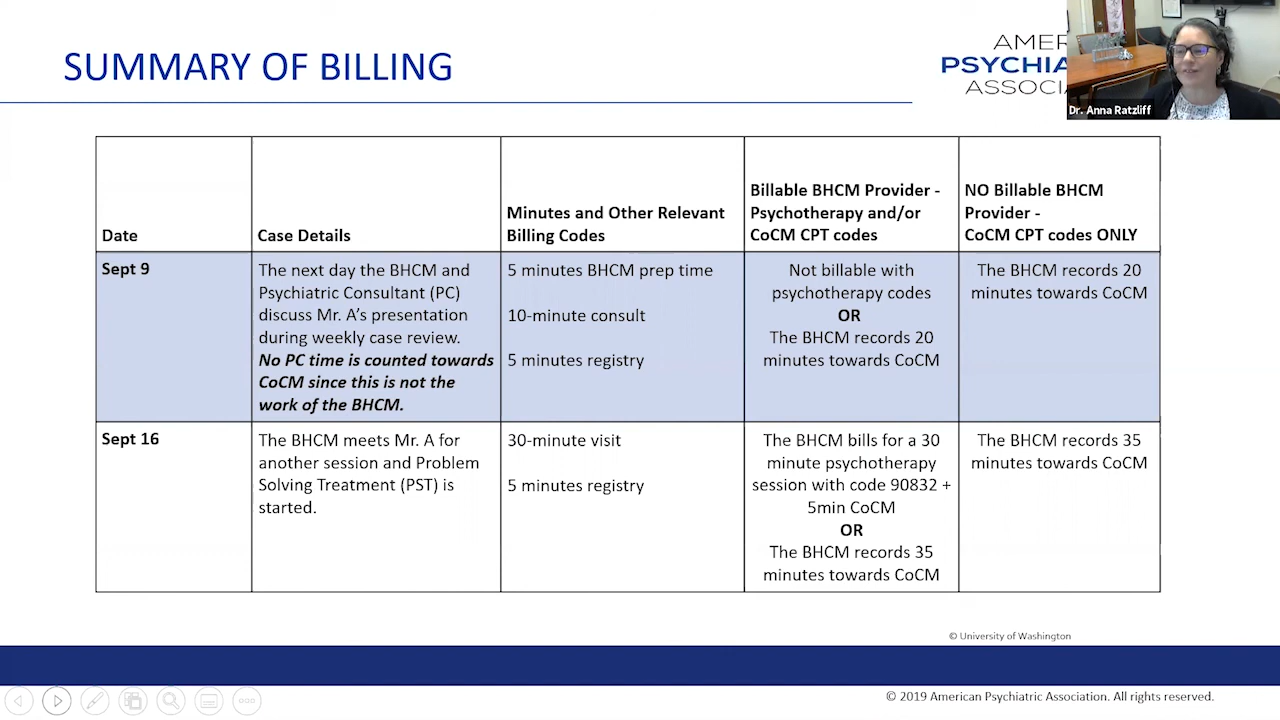 SUMMARY OF BILLING
AMER
PSYCHIA
ASSOCIA
Dr. Anna Ratzliff
Date
Case Details
Minutes and Other Relevant
Billing Codes
Billable BHCM Provider -
Psychotherapy and/or
CoCM CPT codes
NO Billable BHCM
Provider -
CoCM CPT codes ONLY
Sept 9
The next day the BHCM and
Psychiatric Consultant (PC)
discuss Mr. A's presentation
during weekly case review.
No PC time is counted towards
CoCM since this is not the
work of the BHCM.
5 minutes BHCM prep time
10-minute consult
5 minutes registry
Not billable with
psychotherapy codes
OR
The BHCM records 20
minutes towards CoCM
The BHCM records 20
minutes towards CoCM
Sept 16
The BHCM meets Mr. A for
another session and Problem
Solving Treatment (PST) is
started.
30-minute visit
5 minutes registry
The BHCM bills for a 30
minute psychotherapy
session with code 90832 +
5min CoCM
OR
The BHCM records 35
minutes towards CoCM
The BHCM records 35
minutes towards CoCM
© University of Washington
© 2019 American Psychiatric Association. All rights reserved.